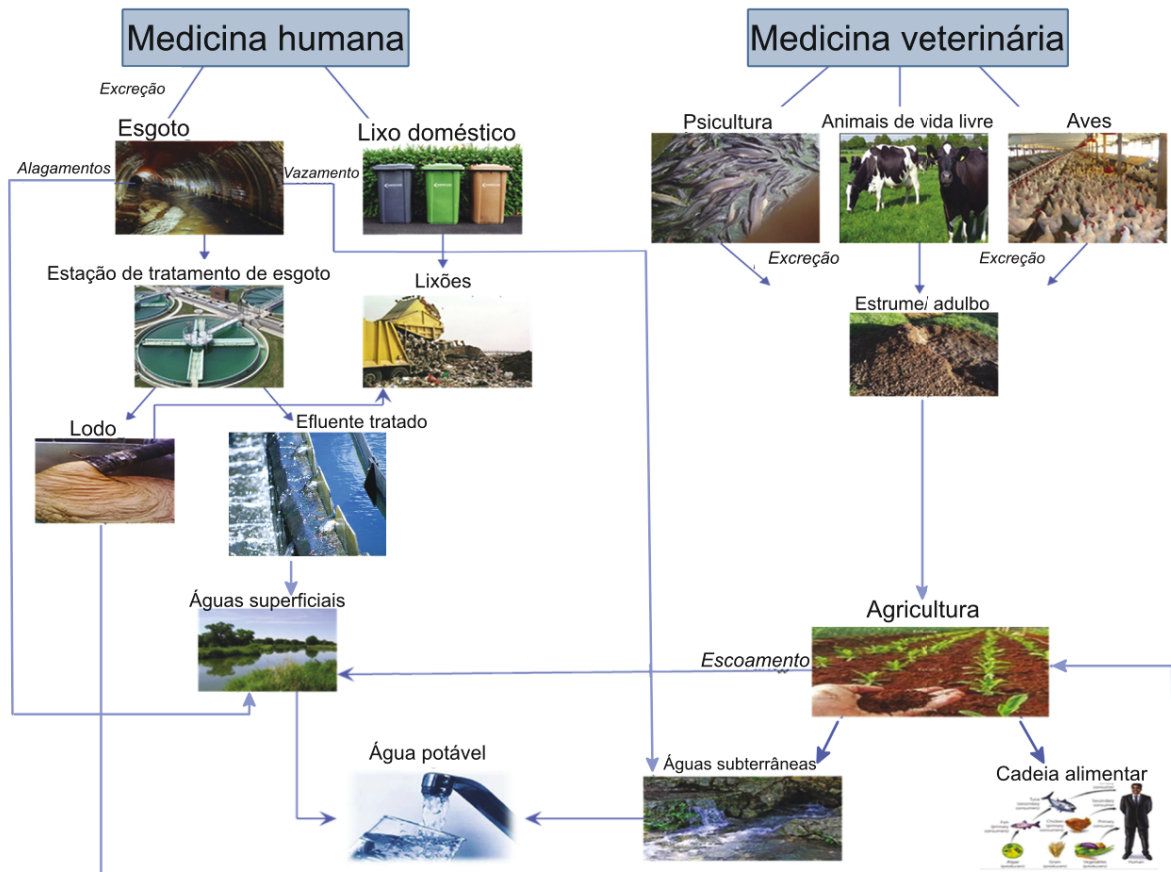 Medicina humana
Medicina veterinária
Excreção
Esgoto
Lixo doméstico
Psicultura
Animais de vida livre
Aves
Alagamentos
Vazamento
Excreção
Excreção
Estação de tratamento de esgoto
Lixões
Estrume/ adulbo
Lodo
Efluente tratado
Águas superficiais
Agricultura
Escoamento
Água potável
Águas subterrâneas
Cadeia alimentar